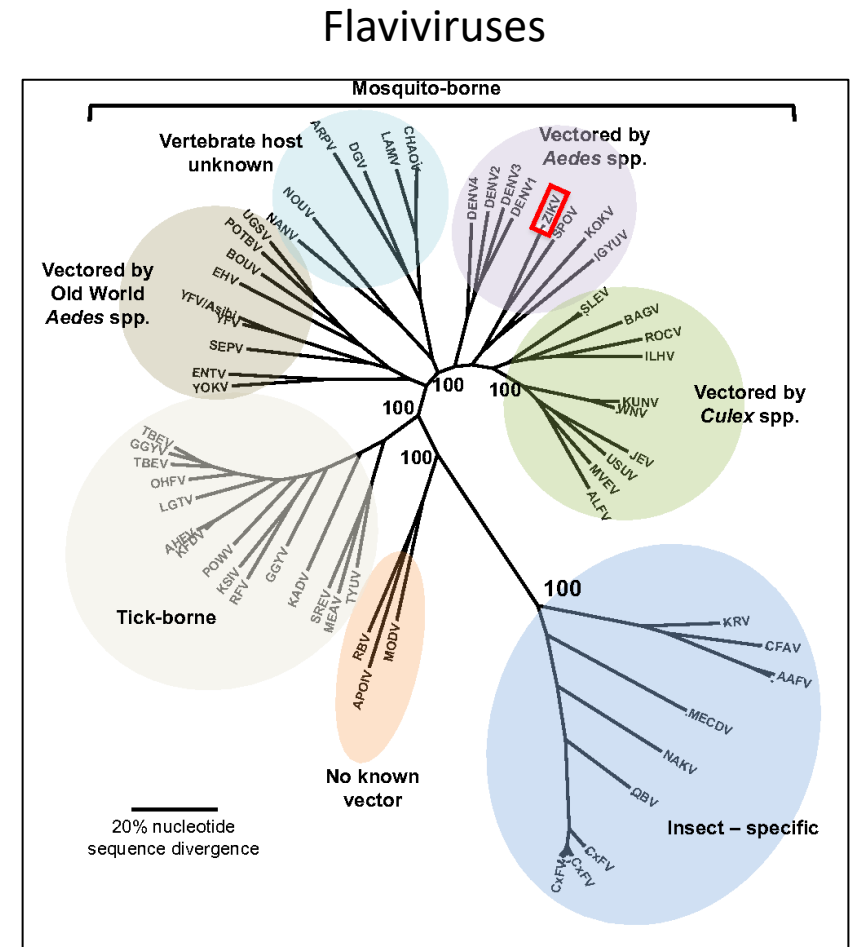 Flaviviruses
Mosquito-borne
Vertebrate host
unknown
ARPV
DGV
LAMV
CHAOV
NOUV
NANV
Vectored by
Aedes spp.
DENV4
DENV2
DENV3
DENV1
ZIKV
SPOV
KOKV
IGYUV
Vectored by
Old World
Aedes spp.
UGSV
POTBV
BOUV
EHV
YFV/Asibi
YFV
SEPV
ENTV
YOKV
SLEV
BAGV
ROCV
ILHV
KUNV
WNV
JEV
USUV
MVEV
ALFV
Vectored by
Culex spp.
100
100
100
100
100
TBEV
GGYV
TBEV
OHFV
LGTV
AHFV
KFDV
POWV
KSIV
RFV
GGYV
KADV
SREV
MEAV
TYUV
Tick-borne
RBV
APOIV
MODV
No known
vector
KRV
CFAV
AAFV
MECDV
NAKV
QBV
CxFV
CxFV
CxFV
Insect – specific
20% nucleotide
sequence divergence